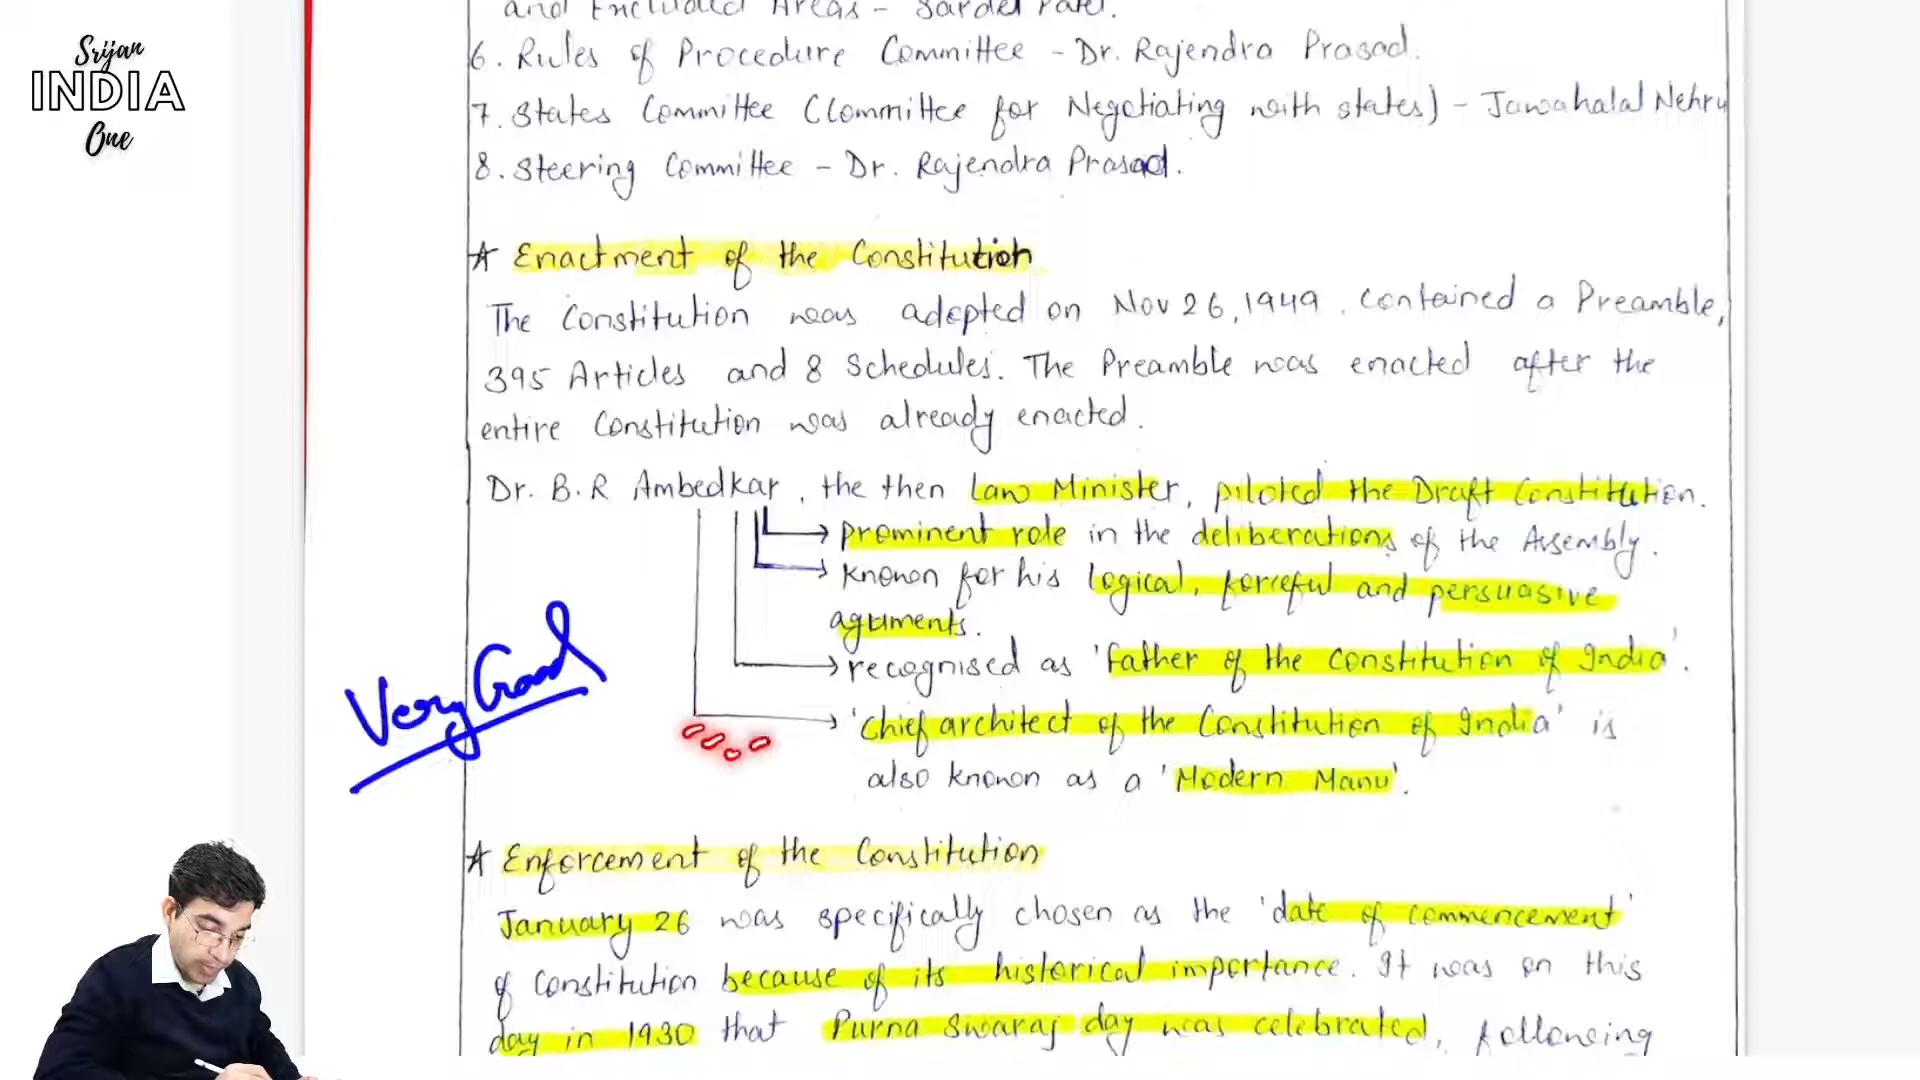 Srijan
INDIA
One
and Excluded Areas - Sardar Patel.
6. Rules of Procedure Committee - Dr. Rajendra Prasad.
7. States Committee (Committee for Negotiating with states) - Jawahalal Nehru
8. Steering Committee - Dr. Rajendra Prasad.
☆ Enactment of the Constitution
The Constitution was adopted on Nov 26, 1949. contained a Preamble,
395 Articles and 8 Schedules. The Preamble was enacted after the
entire Constitution was already enacted.
Dr. B.R Ambedkar, the then Law Minister, piloted the Draft Constitution.
→ prominent role in the deliberations of the Assembly.
→ known for his logical, forceful and persuasive
aguments.
→ recognised as 'father of the constitution of India'.
→ 'chief architect of the Constitution of India' is
also known as a 'Modern Manu'.
Very Good
☆ Enforcement of the Constitution
January 26 was specifically chosen as the 'date of commencement'
of Constitution because of its historical importance. It was on this
day in 1930 that Purna Swaraj day was celebrated, following